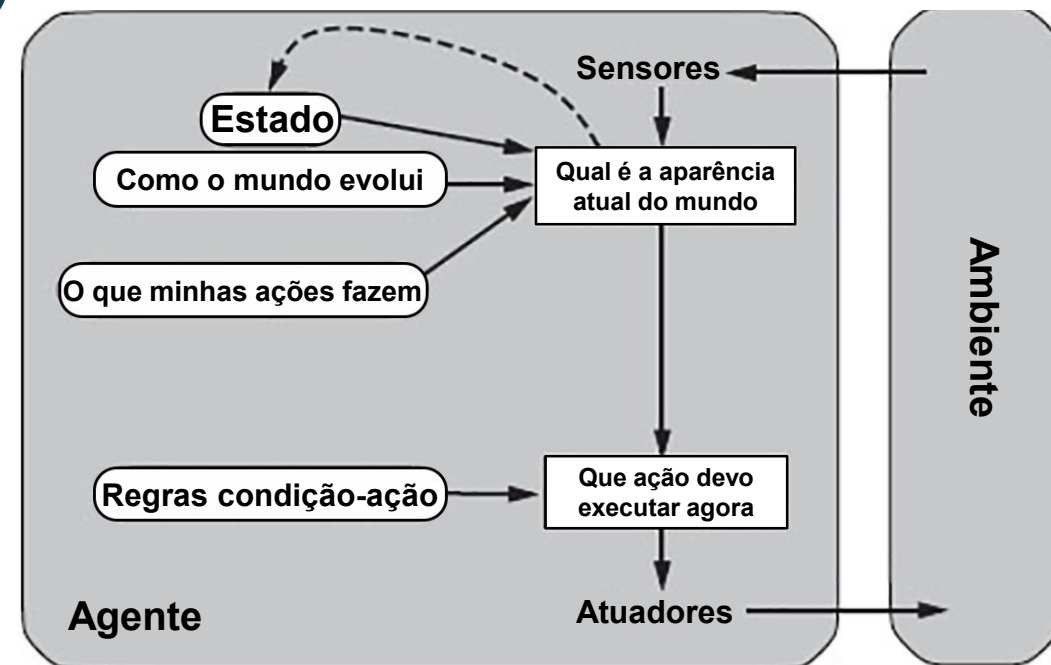 Sensores
Estado
Como o mundo evolui
Qual é a aparência
atual do mundo
O que minhas ações fazem
Ambiente
Regras condição-ação
Que ação devo
executar agora
Agente
Atuadores